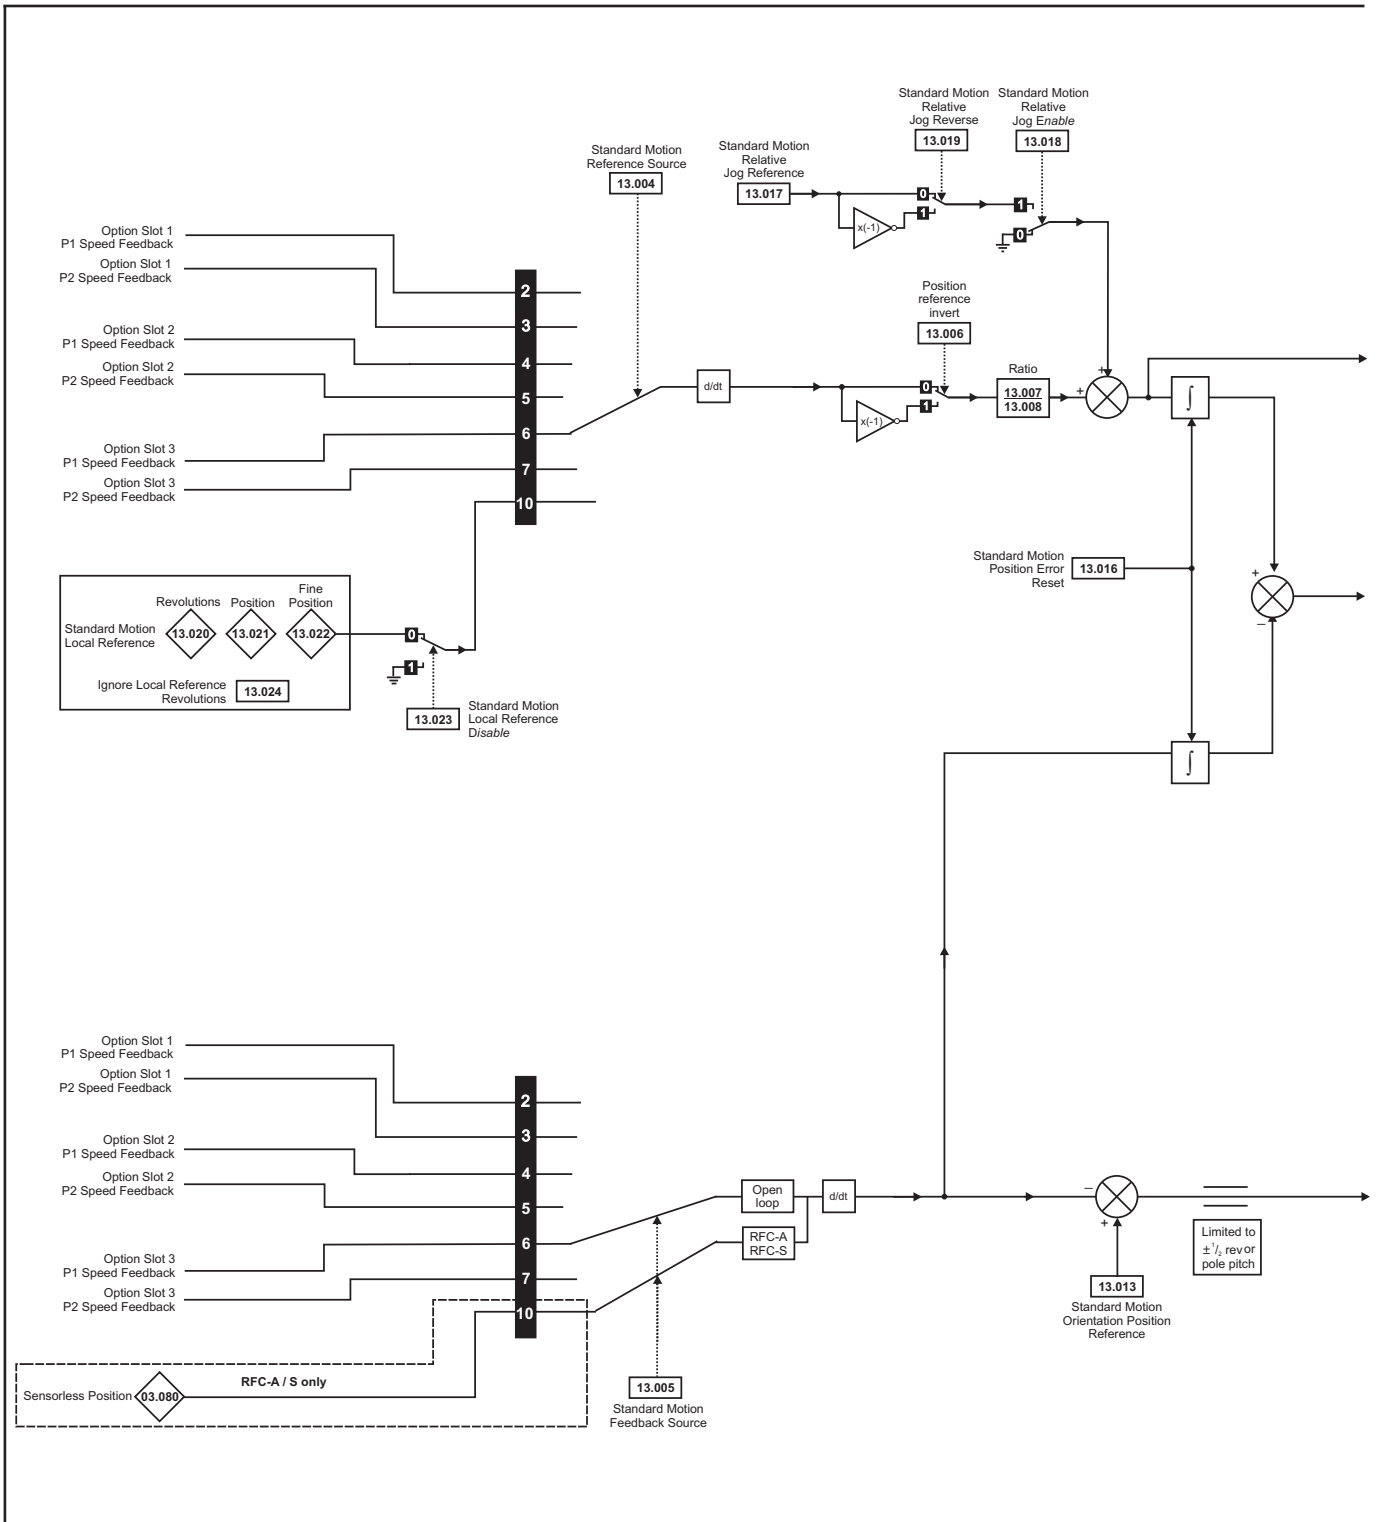 Standard Motion
Relative
Jog Reverse
13.019
Standard Motion
Relative
Jog Enable
13.018
Standard Motion
Reference Source
13.004
Standard Motion
Relative
Jog Reference
13.017
0
1
x(-1)
1
0
Option Slot 1
P1 Speed Feedback
Option Slot 1
P2 Speed Feedback
Option Slot 2
P1 Speed Feedback
Option Slot 2
P2 Speed Feedback
Option Slot 3
P1 Speed Feedback
Option Slot 3
P2 Speed Feedback
2
3
4
5
6
7
10
d/dt
Position
reference
invert
13.006
0
1
x(-1)
Ratio
13.007
13.008
+
+
∫
Standard Motion
Position Error
Reset
13.016
+
–
∫
Revolutions
Position
Fine
Position
Standard Motion
Local Reference
13.020
13.021
13.022
Ignore Local Reference
Revolutions
13.024
0
1
13.023
Standard Motion
Local Reference
Disable
Option Slot 1
P1 Speed Feedback
Option Slot 1
P2 Speed Feedback
Option Slot 2
P1 Speed Feedback
Option Slot 2
P2 Speed Feedback
Option Slot 3
P1 Speed Feedback
Option Slot 3
P2 Speed Feedback
2
3
4
5
6
7
10
Open
loop
RFC-A
RFC-S
d/dt
–
+
13.013
Standard Motion
Orientation Position
Reference
Limited to
±1/2 rev or
pole pitch
Sensorless Position
03.080
RFC-A / S only
13.005
Standard Motion
Feedback Source